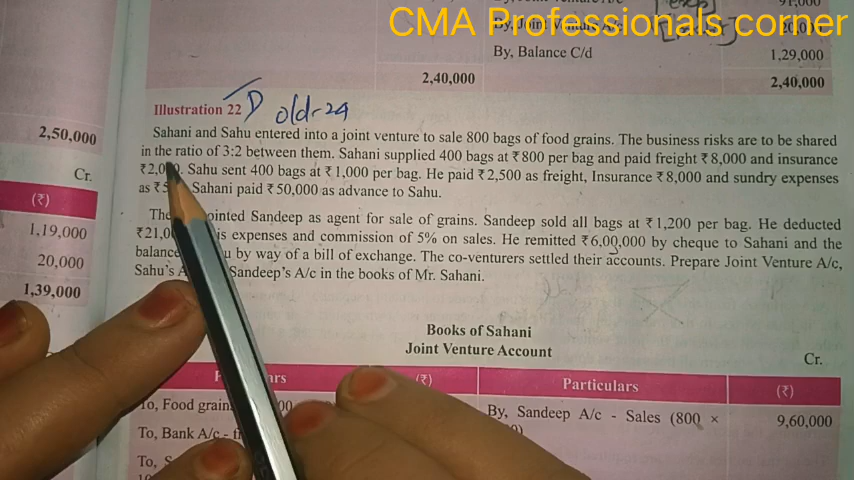 CMA Professionals corner
By, Balance C/d
1,29,000
2,40,000
2,40,000
Illustration 22
old-24
Sahani and Sahu entered into a joint venture to sale 800 bags of food grains. The business risks are to be shared
in the ratio of 3:2 between them. Sahani supplied 400 bags at ₹ 800 per bag and paid freight ₹ 8,000 and insurance
Sahu sent 400 bags at ₹ 1,000 per bag. He paid ₹ 2,500 as freight, Insurance ₹ 8,000 and sundry expenses
as Sahani paid ₹ 50,000 as advance to Sahu.
Sandeep as agent for sale of grains. Sandeep sold all bags at ₹ 1,200 per bag. He deducted
expenses and commission of 5% on sales. He remitted ₹ 6,00,000 by cheque to Sahani and the
balance by way of a bill of exchange. The co-venturers settled their accounts. Prepare Joint Venture A/c,
Sahu's Sandeep's A/c in the books of Mr. Sahani.
2,50,000
Cr.
(₹)
1,19,000
20,000
1,39,000
Books of Sahani
Joint Venture Account
Cr.
(₹)
Particulars
(₹)
To, Food
By, Sandeep A/c - Sales (800 ×
9,60,000
To, Bank A/c -
To,